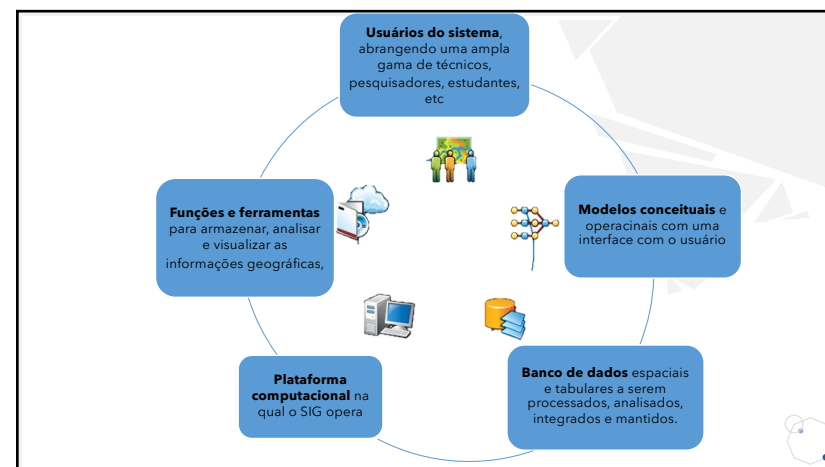 Usuários do sistema,
abrangendo uma ampla
gama de técnicos,
pesquisadores, estudantes,
etc
Funções e ferramentas
para armazenar, analisar
e visualizar as
informações geográficas,
Modelos conceituais e
operacinais com uma
interface com o usuário
Plataforma
computacional na
qual o SIG opera
Banco de dados espaciais
e tabulares a serem
processados, analisados,
integrados e mantidos.